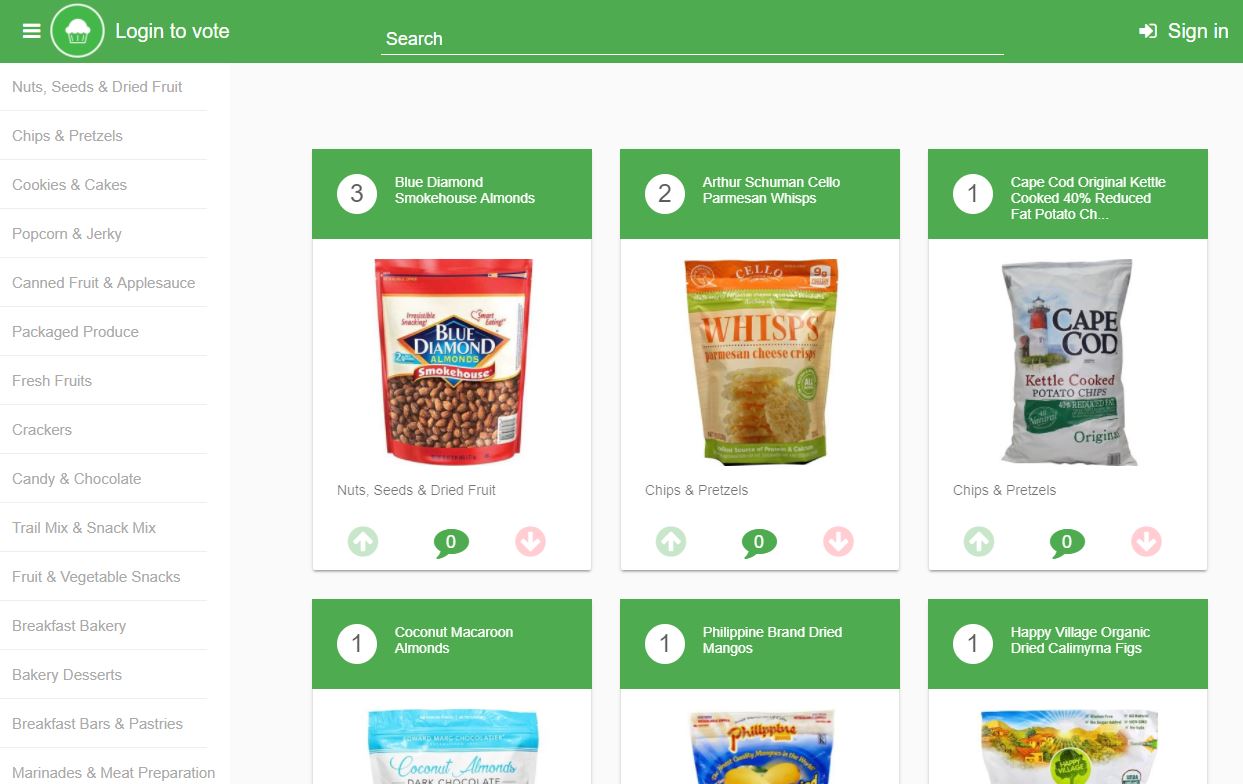 Login to vote
Search
Sign in
Nuts, Seeds & Dried Fruit
Chips & Pretzels
Cookies & Cakes
Popcorn & Jerky
Canned Fruit & Applesauce
Packaged Produce
Fresh Fruits
Crackers
Candy & Chocolate
Trail Mix & Snack Mix
Fruit & Vegetable Snacks
Breakfast Bakery
Bakery Desserts
Breakfast Bars & Pastries
Marinades & Meat Preparation
3
Blue Diamond
Smokehouse Almonds
Irresistible
Snacking!
Smart
Eating!
BLUE
DIAMOND
ALMONDS
Smokehouse
Nuts, Seeds & Dried Fruit
0
2
Arthur Schuman Cello
Parmesan Whisps
CELLO
9g
WHISPS
parmesan cheese crisps
Chips & Pretzels
0
1
Cape Cod Original Kettle
Cooked 40% Reduced
Fat Potato Ch...
CAPE
COD
Kettle Cooked
POTATO CHIPS
40% REDUCED FAT
All
Natural
Original
Chips & Pretzels
0
1
Coconut Macaroon
Almonds
EDWARD MARC CHOCOLATIER
Coconut Almonds
DARK CHOCOLATE
1
Philippine Brand Dried
Mangos
Philippine
1
Happy Village Organic
Dried Calimyrna Figs
HAPPY
VILLAGE
USDA